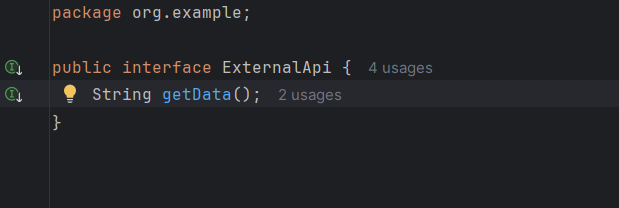 package org.example;
public interface ExternalApi { 4 usages
String getData(); 2 usages
}